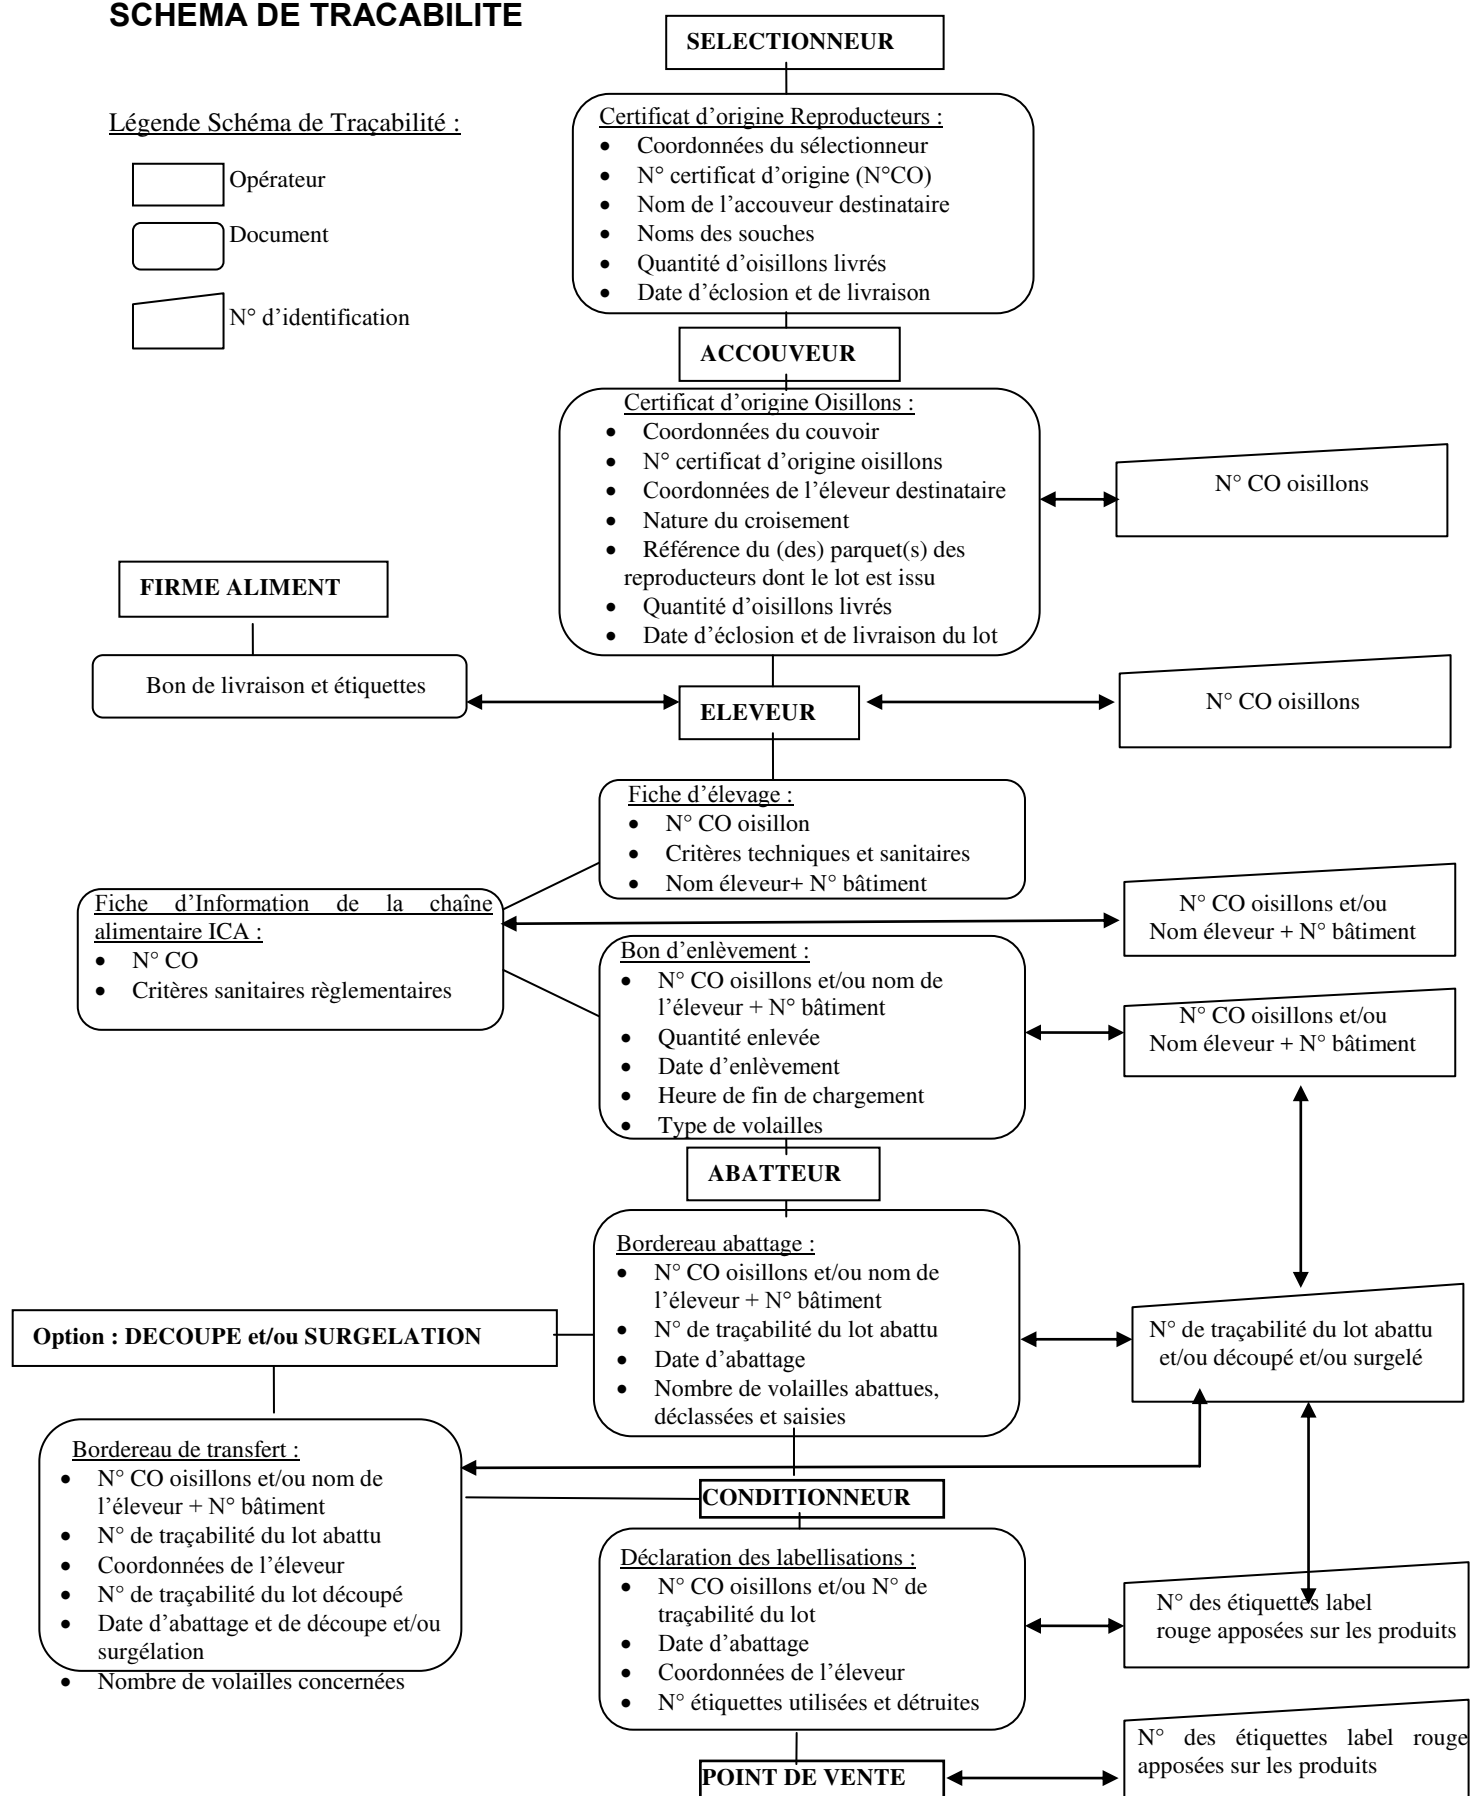 SCHEMA DE TRACABILITE
SELECTIONNEUR
Légende Schéma de Traçabilité :
Opérateur
Document
N° d’identification
Certificat d’origine Reproducteurs :
• Coordonnées du sélectionneur
• N° certificat d’origine (N°CO)
• Nom de l’accouveur destinataire
• Noms des souches
• Quantité d’oisillons livrés
• Date d’éclosion et de livraison
ACCOUVEUR
Certificat d’origine Oisillons :
• Coordonnées du couvoir
• N° certificat d’origine oisillons
• Coordonnées de l’éleveur destinataire
• Nature du croisement
• Référence du (des) parquet(s) des
reproducteurs dont le lot est issu
• Quantité d’oisillons livrés
• Date d’éclosion et de livraison du lot
N° CO oisillons
FIRME ALIMENT
Bon de livraison et étiquettes
ELEVEUR
N° CO oisillons
Fiche d’élevage :
• N° CO oisillon
• Critères techniques et sanitaires
• Nom éleveur+ N° bâtiment
Fiche d’Information de la chaîne
alimentaire ICA :
• N° CO
• Critères sanitaires règlementaires
N° CO oisillons et/ou
Nom éleveur + N° bâtiment
Bon d’enlèvement :
• N° CO oisillons et/ou nom de
l’éleveur + N° bâtiment
• Quantité enlevée
• Date d’enlèvement
• Heure de fin de chargement
• Type de volailles
N° CO oisillons et/ou
Nom éleveur + N° bâtiment
ABATTEUR
Bordereau abattage :
• N° CO oisillons et/ou nom de
l’éleveur + N° bâtiment
• N° de traçabilité du lot abattu
• Date d’abattage
• Nombre de volailles abattues,
déclassées et saisies
N° de traçabilité du lot abattu
et/ou découpé et/ou surgelé
Option : DECOUPE et/ou SURGELATION
Bordereau de transfert :
• N° CO oisillons et/ou nom de
l’éleveur + N° bâtiment
• N° de traçabilité du lot abattu
• Coordonnées de l’éleveur
• N° de traçabilité du lot découpé
• Date d’abattage et de découpe et/ou
surgélation
• Nombre de volailles concernées
CONDITIONNEUR
Déclaration des labellisations :
• N° CO oisillons et/ou N° de
traçabilité du lot
• Date d’abattage
• Coordonnées de l’éleveur
• N° étiquettes utilisées et détruites
N° des étiquettes label
rouge apposées sur les produits
POINT DE VENTE
N° des étiquettes label rouge
apposées sur les produits